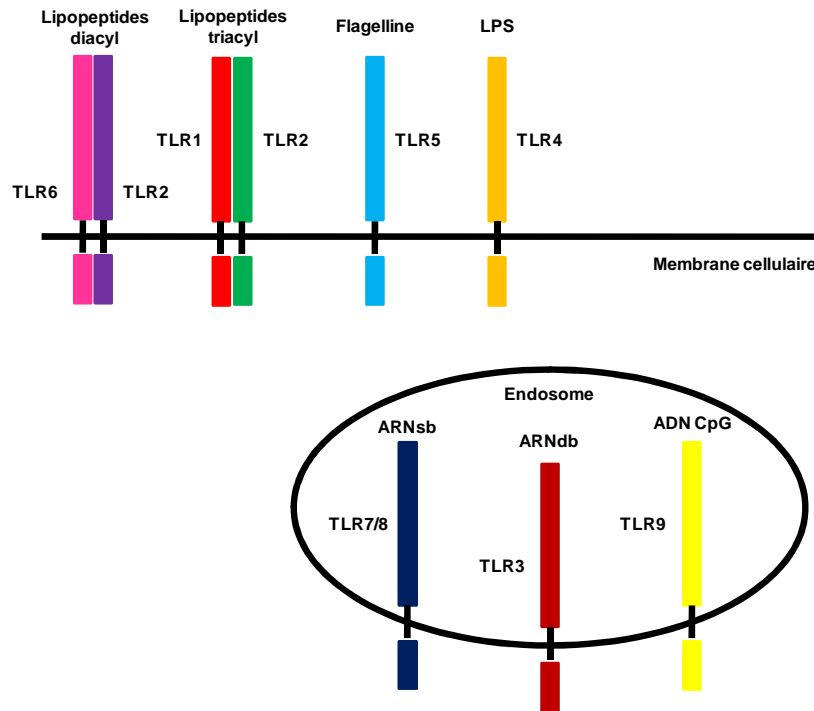 Lipopeptides
diacyl
Lipopeptides
triacyl
Flagelline
LPS
TLR1
TLR2
TLR5
TLR4
TLR6
TLR2
Membrane cellulaire
Endosome
ARNsb
ARNdb
ADN CpG
TLR7/8
TLR3
TLR9